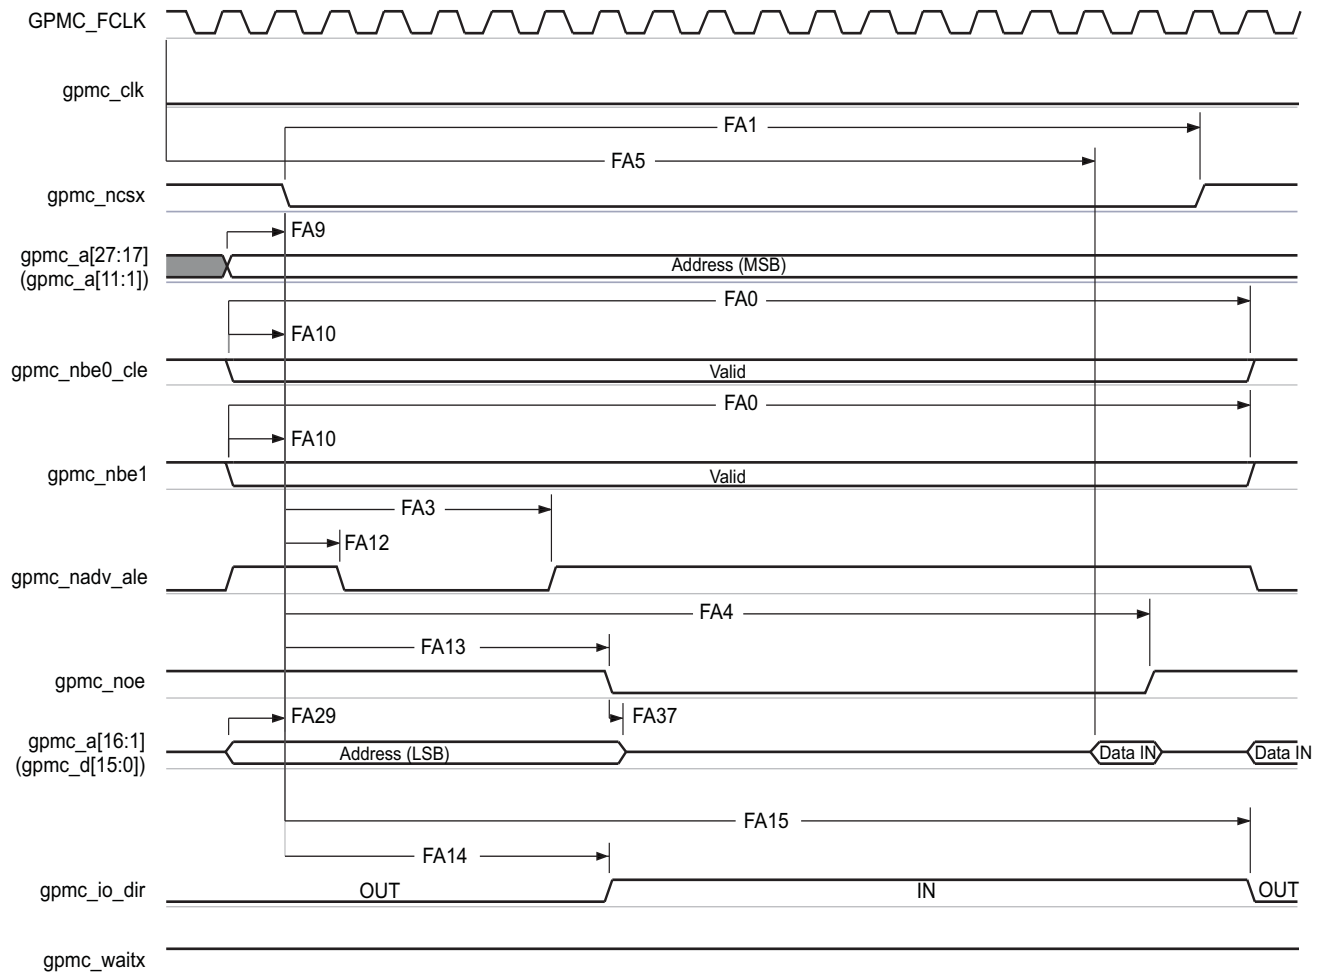 GPMC_FCLK
gpmc_clk
FA1
FA5
gpmc_ncsx
FA9
gpmc_a[27:17]
(gpmc_a[11:1])
Address (MSB)
FA0
FA10
gpmc_nbe0_cle
Valid
FA0
FA10
gpmc_nbe1
Valid
FA3
FA12
gpmc_nadv_ale
FA4
FA13
gpmc_noe
FA29
FA37
gpmc_a[16:1]
(gpmc_d[15:0])
Address (LSB)
Data IN
Data IN
FA15
FA14
gpmc_io_dir
OUT
IN
OUT
gpmc_waitx